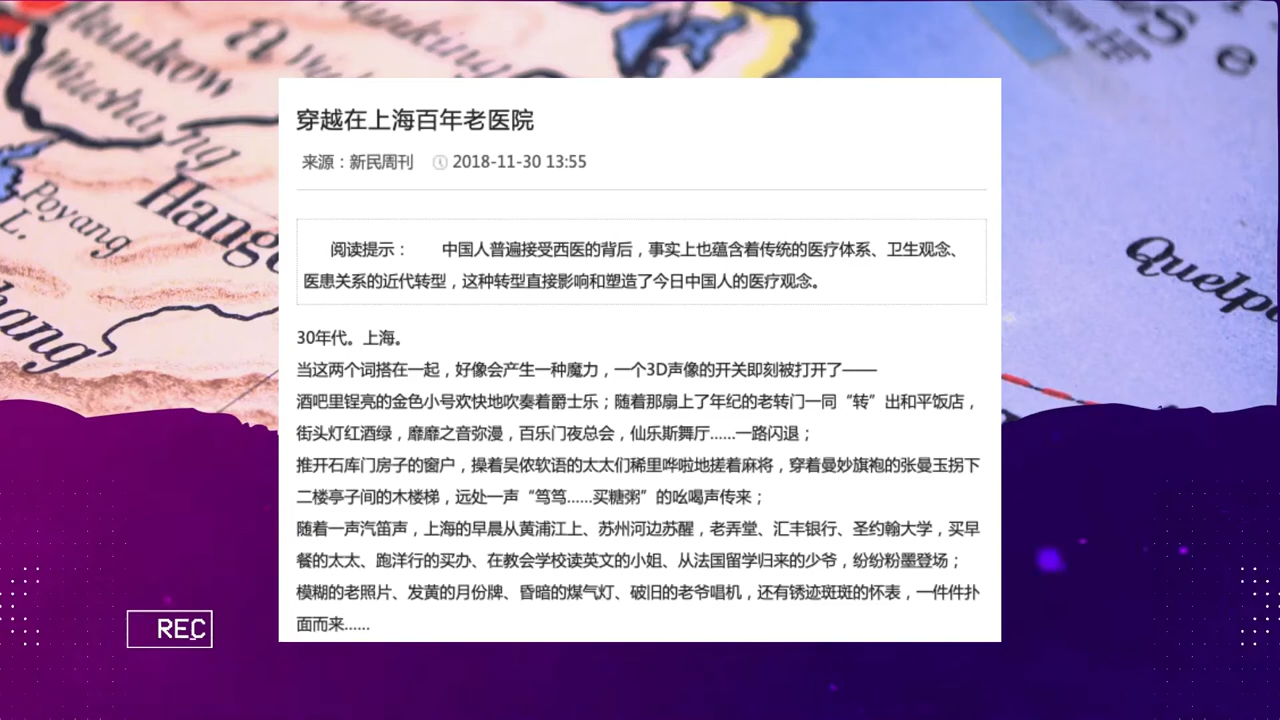 Hankow
Wuchang
Nanking
Poyang
L.
Hang
Quelp
穿越在上海百年老医院
来源：新民周刊 2018-11-30 13:55
阅读提示： 中国人普遍接受西医的背后，事实上也蕴含着传统的医疗体系、卫生观念、
医患关系的近代转型，这种转型直接影响和塑造了今日中国人的医疗观念。
30年代。上海。
当这两个词搭在一起，好像会产生一种魔力，一个3D声像的开关即刻被打开了——
酒吧里锃亮的金色小号欢快地吹奏着爵士乐；随着那扇上了年纪的老转门一同“转”出和平饭店，
街头灯红酒绿，靡靡之音弥漫，百乐门夜总会，仙乐斯舞厅......一路闪退；
推开石库门房子的窗户，操着吴侬软语的太太们稀里哗啦地搓着麻将，穿着曼妙旗袍的张曼玉拐下
二楼亭子间的木楼梯，远处一声“笃笃......买糖粥”的吆喝声传来；
随着一声汽笛声，上海的早晨从黄浦江上、苏州河边苏醒，老弄堂、汇丰银行、圣约翰大学，买早
餐的太太、跑洋行的买办、在教会学校读英文的小姐、从法国留学归来的少爷，纷纷粉墨登场；
模糊的老照片、发黄的月份牌、昏暗的煤气灯、破旧的老爷唱机，还有锈迹斑斑的怀表，一件件扑
面而来......
REC